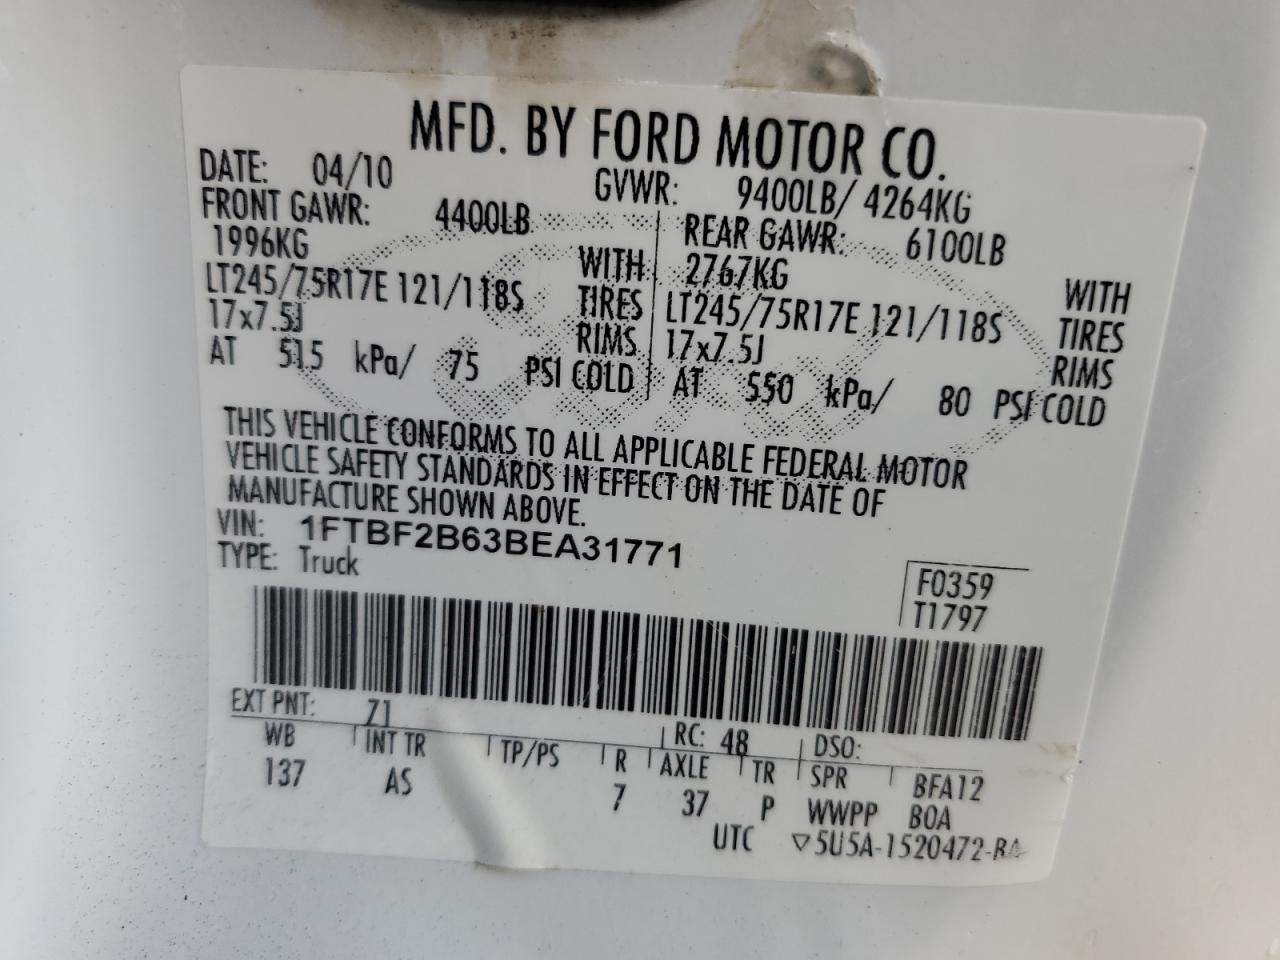 MFD. BY FORD MOTOR CO.
DATE: 04/10 GVWR: 9400LB/ 4264KG
FRONT GAWR: 4400LB REAR GAWR: 6100LB
1996KG WITH 2767KG WITH
LT245/75R17E 121/118S TIRES LT245/75R17E 121/118S TIRES
17x7.5J RIMS 17x7.5J RIMS
AT 515 kPa/ 75 PSI COLD AT 550 kPa/ 80 PSI COLD
THIS VEHICLE CONFORMS TO ALL APPLICABLE FEDERAL MOTOR
VEHICLE SAFETY STANDARDS IN EFFECT ON THE DATE OF
MANUFACTURE SHOWN ABOVE.
VIN: 1FTBF2B63BEA31771
TYPE: Truck
F0359
T1797
EXT PNT: Z1 RC: 48 DSO:
WB INT TR TP/PS R AXLE TR SPR BFA12
137 AS 7 37 P WWPP BOA
UTC ▽5U5A-1520472-BA